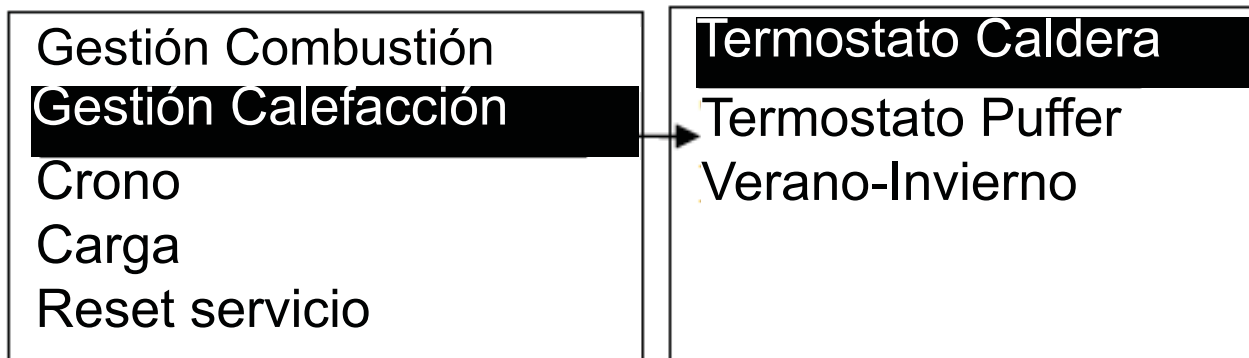 Gestión Combustión
Gestión Calefacción
Crono
Carga
Reset servicio
Termostato Caldera
Termostato Puffer
Verano-Invierno